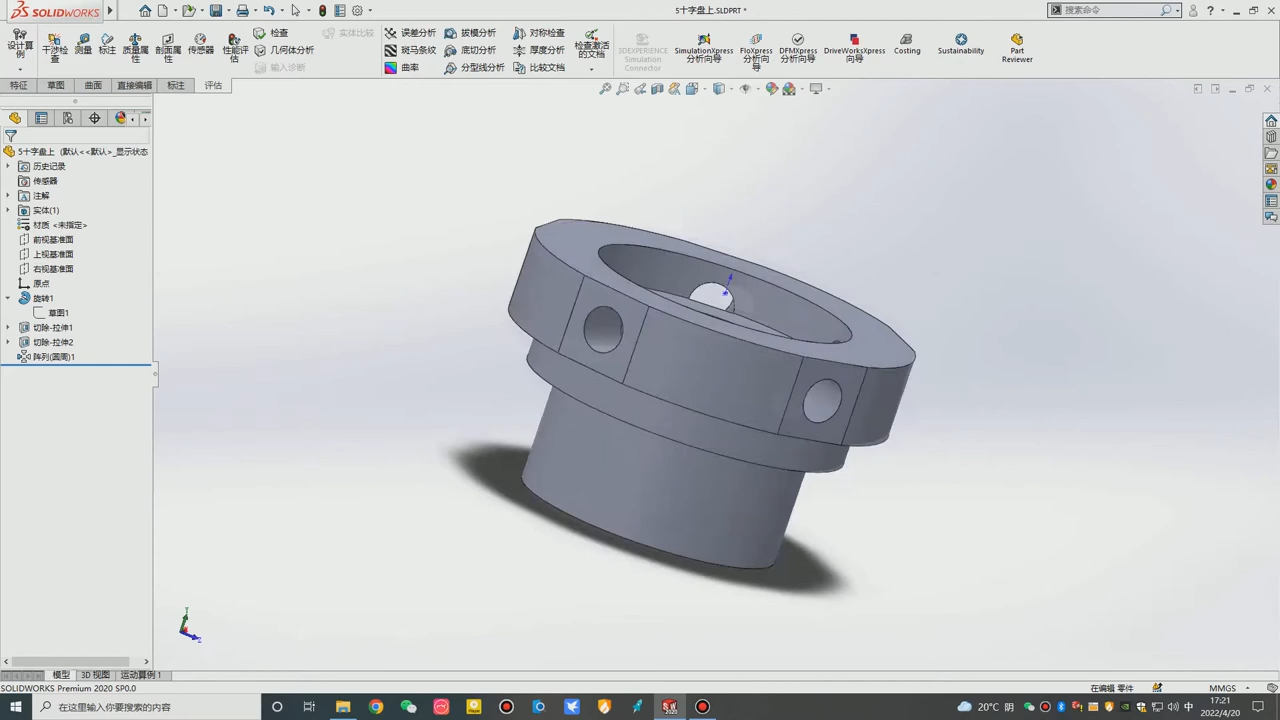 SOLIDWORKS
5十字盘上.SLDPRT *
搜索命令
设计算例
干涉检查
测量
标注
质量属性
剖面属性
传感器
性能评估
检查
几何体分析
输入诊断
实体比较
误差分析
斑马条纹
曲率
拔模分析
底切分析
分型线分析
对称检查
厚度分析
比较文档
检查激活的文档
3DEXPERIENCE Simulation Connector
SimulationXpress 分析向导
FloXpress 分析向导
DFMXpress 分析向导
DriveWorksXpress 向导
Costing
Sustainability
Part Reviewer
特征
草图
曲面
直接编辑
标注
评估
5十字盘上 (默认<<默认>_显示状态
历史记录
传感器
注解
实体(1)
材质 <未指定>
前视基准面
上视基准面
右视基准面
原点
旋转1
草图1
切除-拉伸1
切除-拉伸2
阵列(圆周)1
Y
Z
模型
3D 视图
运动算例 1
SOLIDWORKS Premium 2020 SP0.0
在编辑 零件
MMGS
在这里输入你要搜索的内容
20°C 阴
中
17:21
2022/4/20